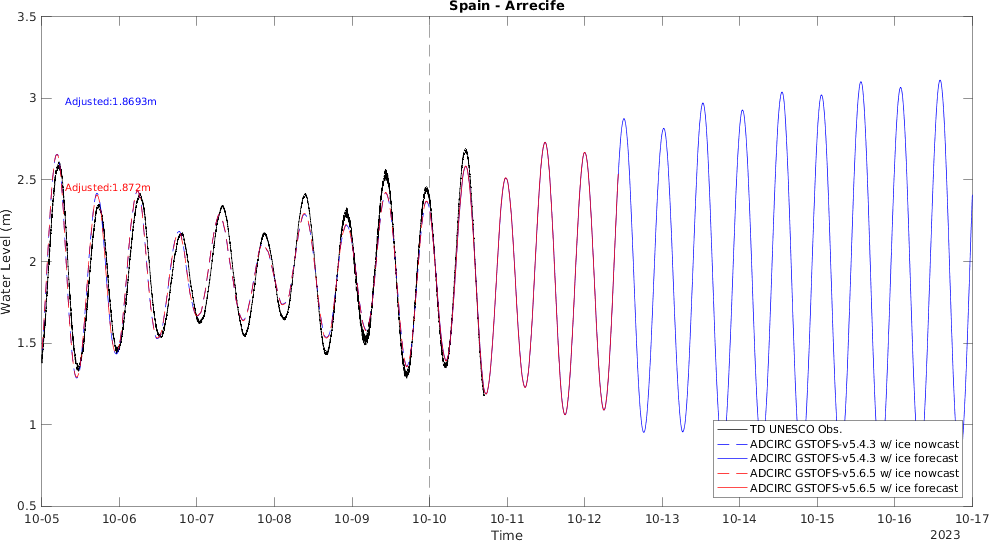 Spain - Arrecife
3.5
3
2.5
2
1.5
1
0.5
Water Level (m)
Adjusted:1.8693m
Adjusted:1.872m
TD UNESCO Obs.
ADCIRC GSTOFS-v5.4.3 w/ ice nowcast
ADCIRC GSTOFS-v5.4.3 w/ ice forecast
ADCIRC GSTOFS-v5.6.5 w/ ice nowcast
ADCIRC GSTOFS-v5.6.5 w/ ice forecast
10-05 10-06 10-07 10-08 10-09 10-10 10-11 10-12 10-13 10-14 10-15 10-16 10-17
Time
2023